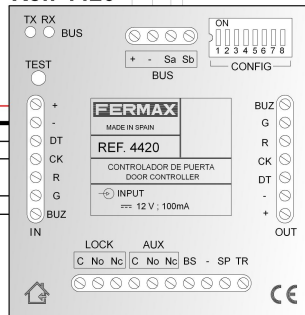 TX RX
BUS
TEST
+ - Sa Sb
BUS
ON
1 2 3 4 5 6 7 8
CONFIG
+
-
DT
CK
R
G
BUZ
IN
FERMAX
MADE IN SPAIN
REF. 4420
CONTROLADOR DE PUERTA
DOOR CONTROLLER
INPUT
12 V ; 100mA
BUZ
G
R
CK
DT
-
+
OUT
LOCK AUX
C No Nc C No Nc BS - SP TR
CE